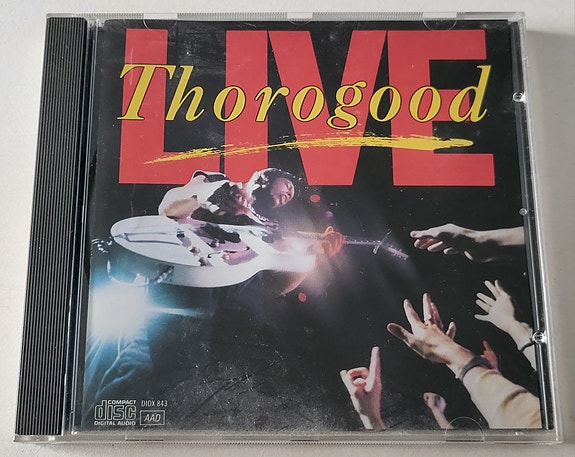 LIVE
Thorogood
COMPACT
disc
DIGITAL AUDIO
DIDX 843
AAD